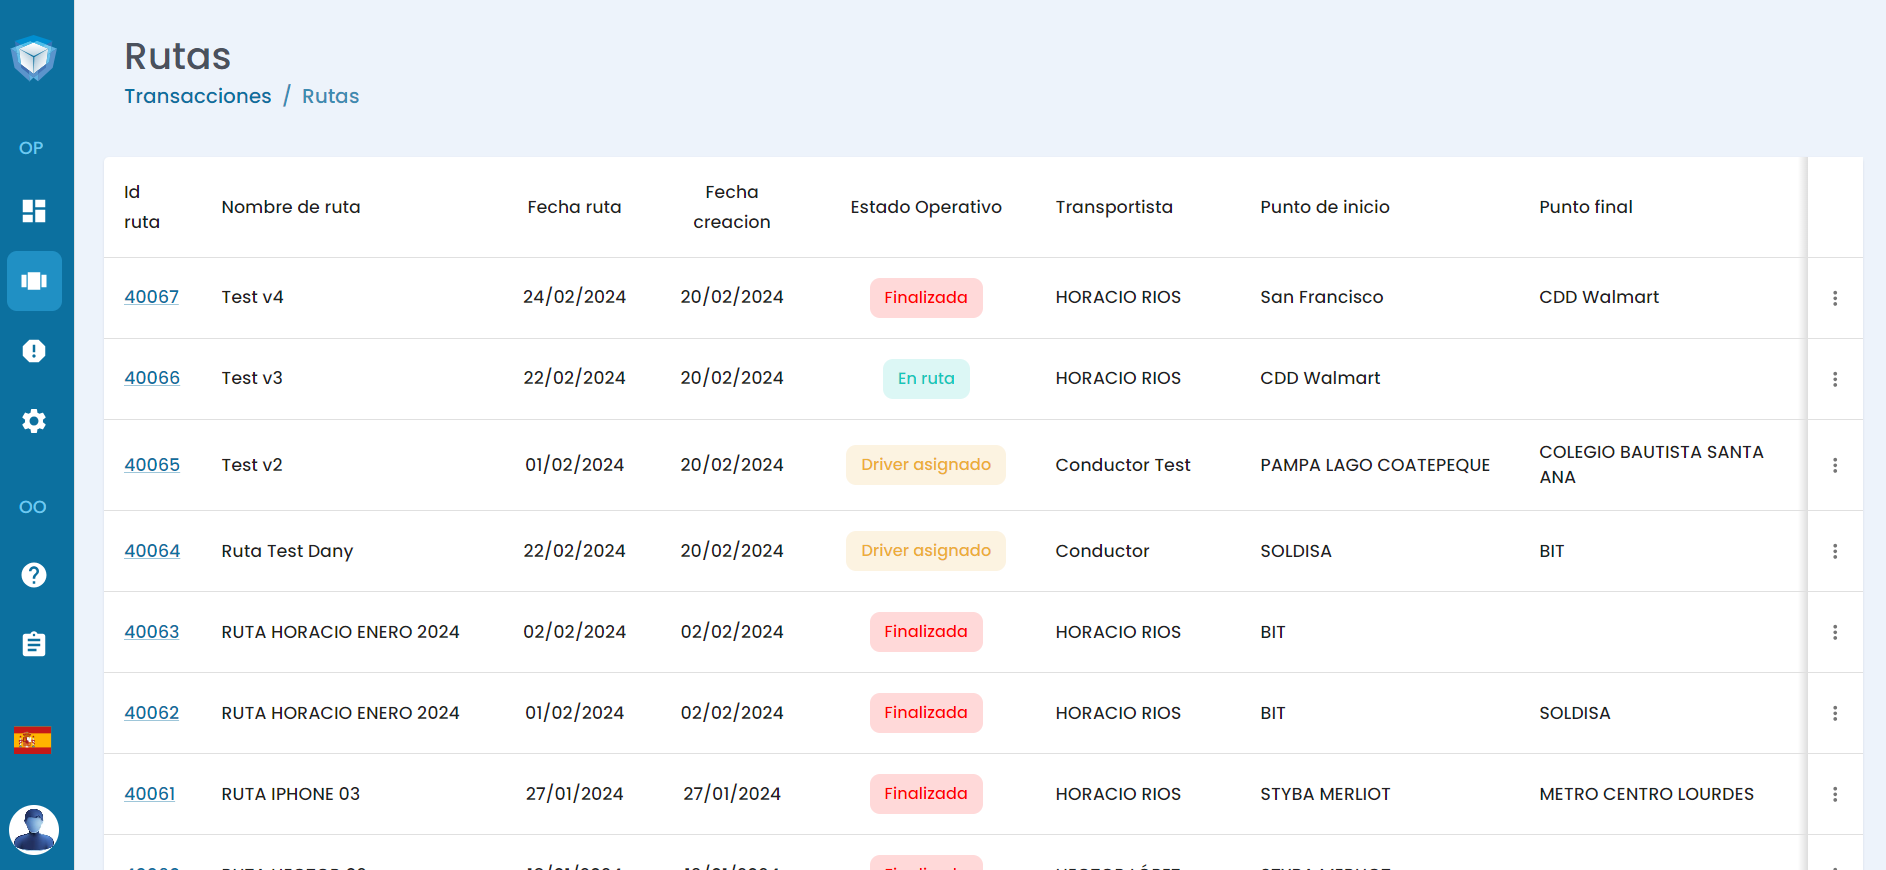 Rutas
Transacciones / Rutas
OP
OO
Id ruta Nombre de ruta Fecha ruta Fecha creacion Estado Operativo Transportista Punto de inicio Punto final
40067 Test v4 24/02/2024 20/02/2024 Finalizada HORACIO RIOS San Francisco CDD Walmart
40066 Test v3 22/02/2024 20/02/2024 En ruta HORACIO RIOS CDD Walmart
40065 Test v2 01/02/2024 20/02/2024 Driver asignado Conductor Test PAMPA LAGO COATEPEQUE COLEGIO BAUTISTA SANTA ANA
40064 Ruta Test Dany 22/02/2024 20/02/2024 Driver asignado Conductor SOLDISA BIT
40063 RUTA HORACIO ENERO 2024 02/02/2024 02/02/2024 Finalizada HORACIO RIOS BIT
40062 RUTA HORACIO ENERO 2024 01/02/2024 02/02/2024 Finalizada HORACIO RIOS BIT SOLDISA
40061 RUTA IPHONE 03 27/01/2024 27/01/2024 Finalizada HORACIO RIOS STYBA MERLIOT METRO CENTRO LOURDES